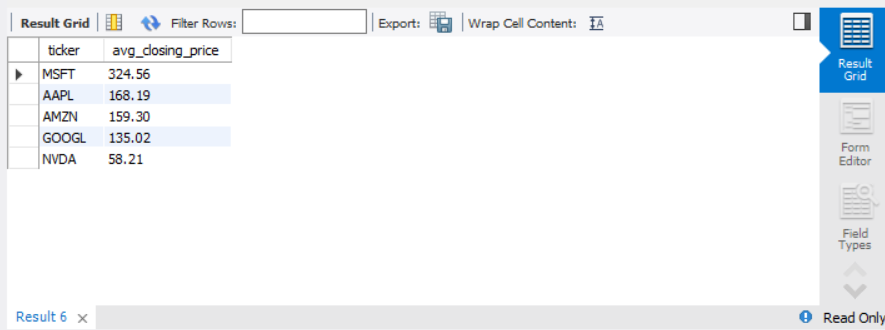 Result Grid Filter Rows: Export: Wrap Cell Content: IA
ticker avg_closing_price
MSFT 324.56
AAPL 168.19
AMZN 159.30
GOOGL 135.02
NVDA 58.21
Result Grid
Form Editor
Field Types
Result 6 × Read Only